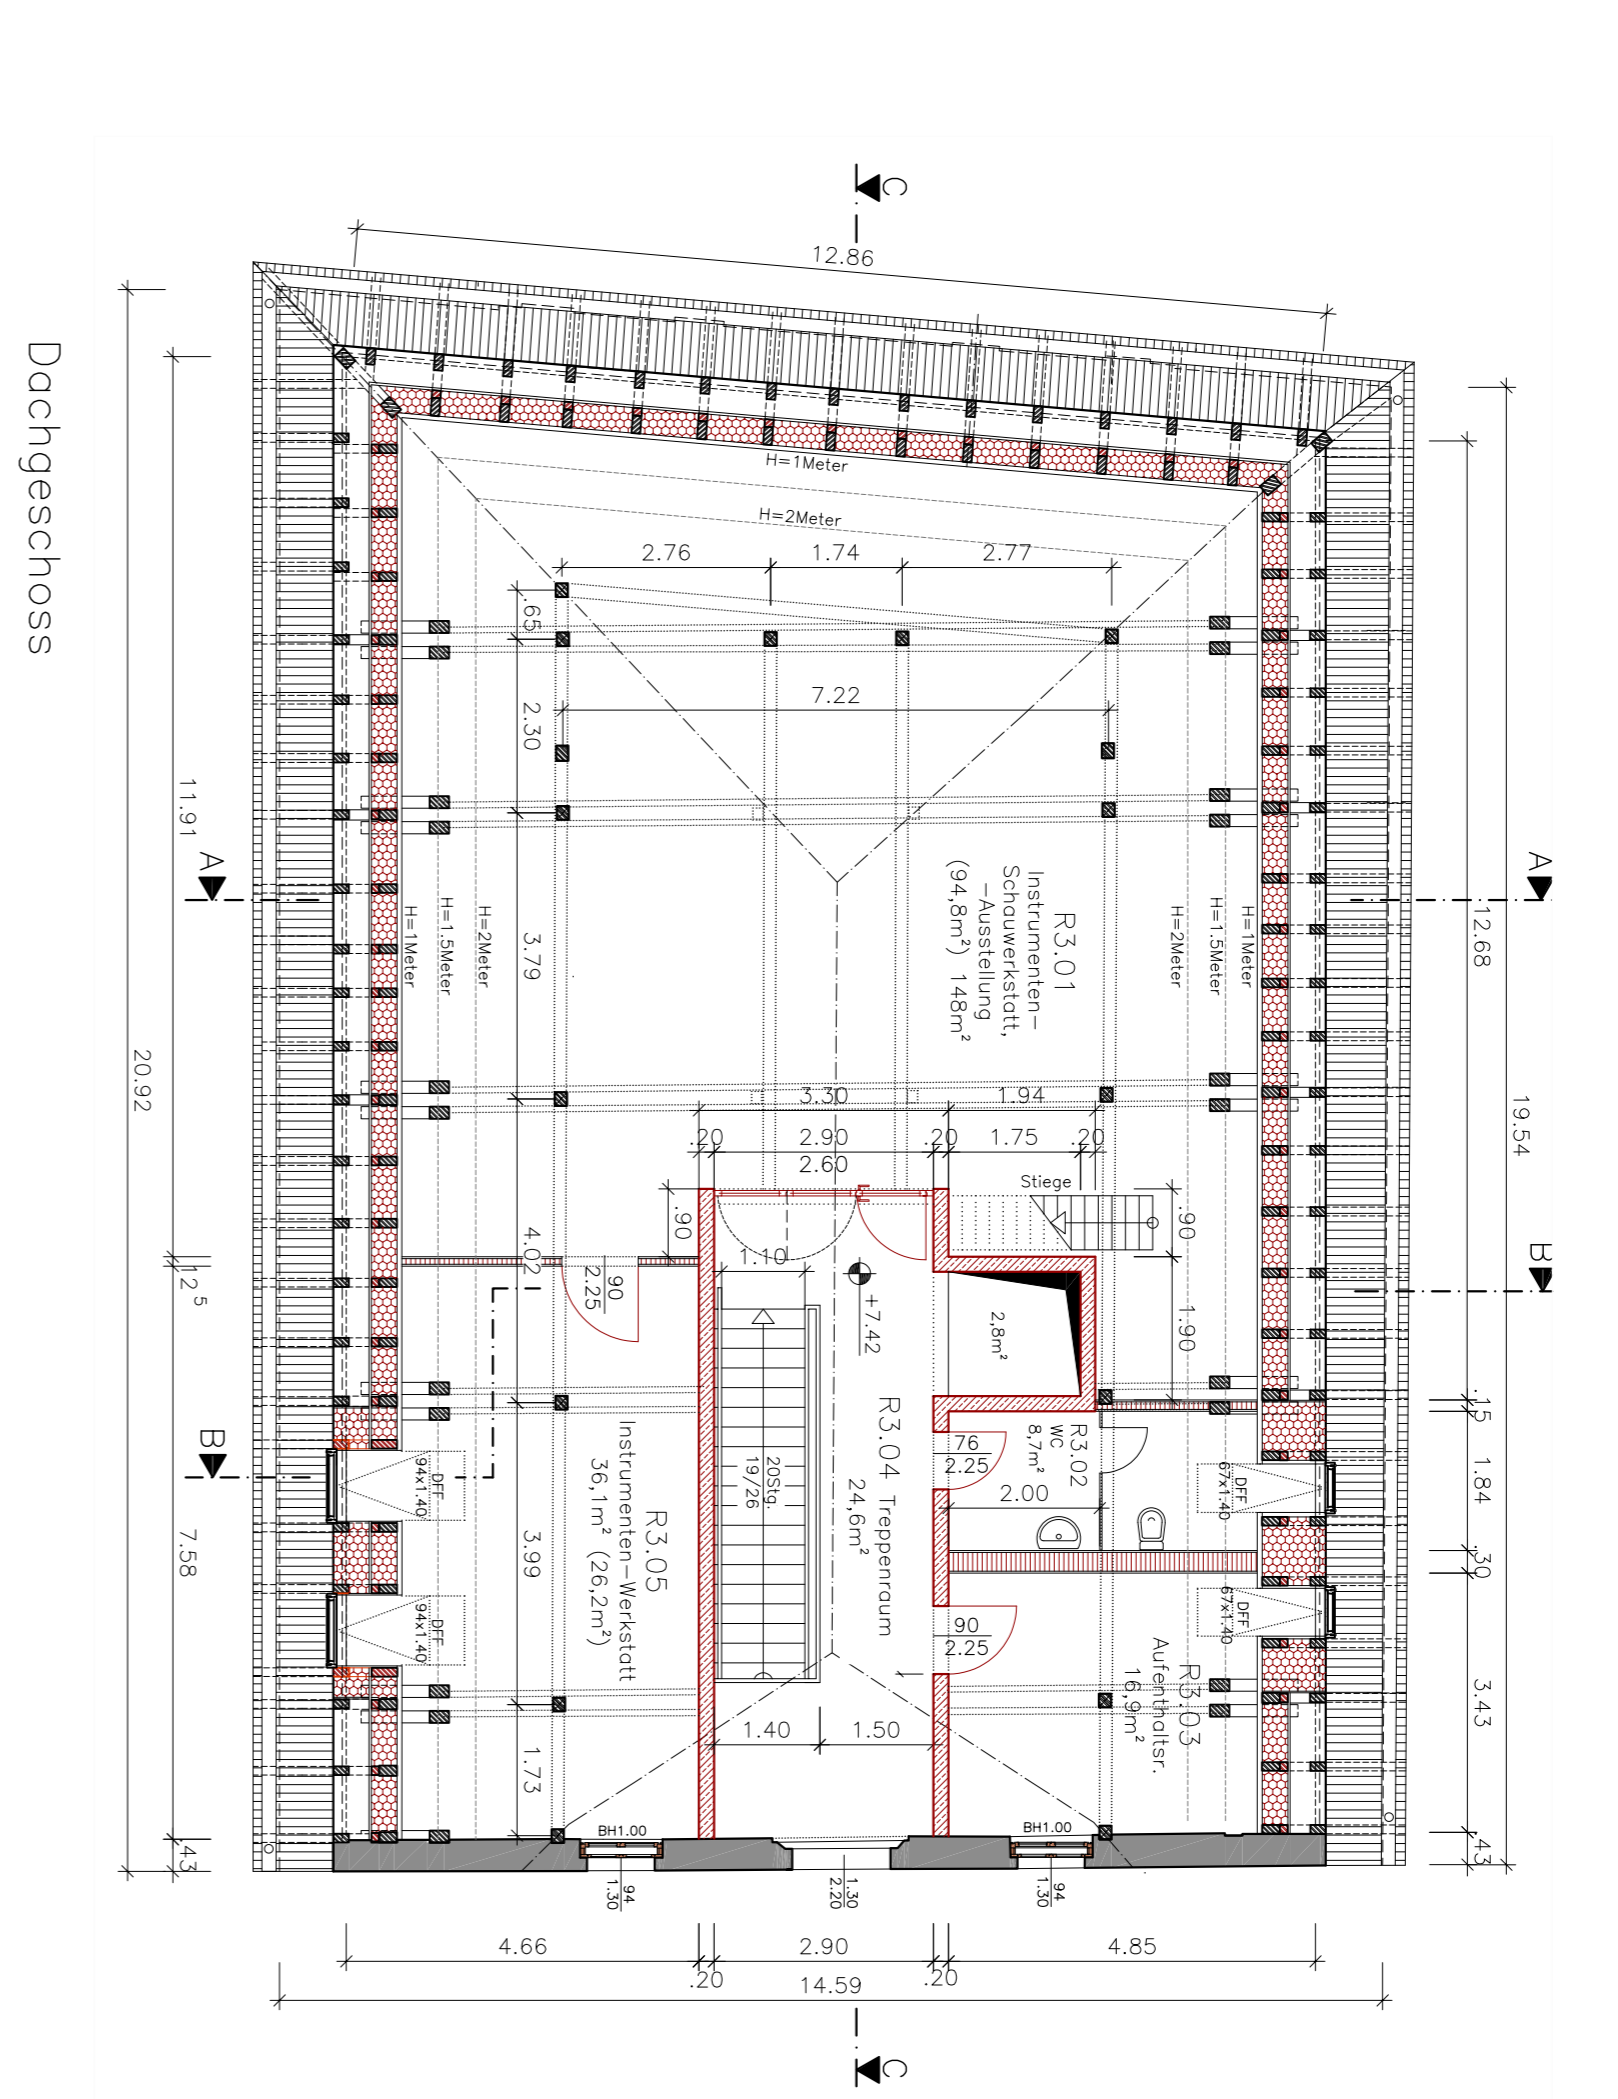 Dachgeschoss
C
12.86
H=1Meter
H=2Meter
2.76
1.74
2.77
.65
2.30
7.22
11.91
A
A
H=1Meter
H=1.5Meter
H=2Meter
3.79
R3.01
Instrumenten-
Schauwerkstatt,
-Ausstellung
(94,8m²) 148m²
H=2Meter
H=1.5Meter
H=1Meter
12.68
19.54
20.92
3.30
1.94
.20
2.90
.20
1.75
.20
2.60
Stiege
.90
.90
4.02
1.10
90
2.25
12⁵
+7.42
2,8m²
1.90
B
B
.15
R3.04 Treppenraum
24,6m²
76
2.25
R3.02
WC
8,7m²
2.00
20Stg.
19/26
DFF
94x1.40
DFF
67x1.40
1.84
.30
R3.05
Instrumenten-Werkstatt
36,1m² (26,2m²)
3.99
7.58
DFF
94x1.40
DFF
67x1.40
90
2.25
R3.03
Aufenthaltsr.
16,9m²
3.43
1.40
1.50
1.73
BH1.00
BH1.00
.43
.43
94
1.30
1.30
2.20
94
1.30
4.66
2.90
4.85
.20
.20
14.59
C